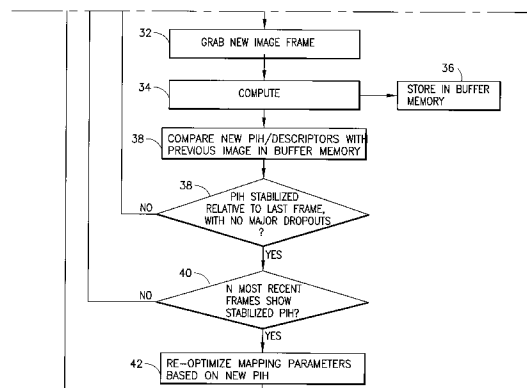 32
GRAB NEW IMAGE FRAME
34
COMPUTE
36
STORE IN BUFFER
MEMORY
38
COMPARE NEW PIH/DESCRIPTORS WITH
PREVIOUS IMAGE IN BUFFER MEMORY
38
PIH STABILIZED
RELATIVE TO LAST FRAME,
WITH NO MAJOR DROPOUTS
?
NO
YES
40
N MOST RECENT
FRAMES SHOW
STABILIZED PIH?
NO
YES
42
RE-OPTIMIZE MAPPING PARAMETERS
BASED ON NEW PIH